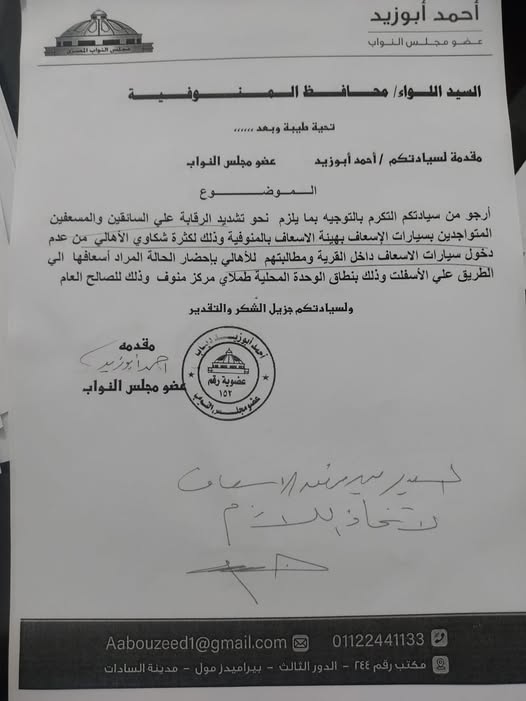 أحمد أبوزيد
عضو مجلس النواب
مجلس النواب المصرى
السيد اللواء/ محافظ المنوفية
تحية طيبة وبعد ,,,,,,
مقدمة لسيادتكم / أحمد أبوزيد عضو مجلس النواب
الموضوع
أرجو من سيادتكم التكرم بالتوجيه بما يلزم نحو تشديد الرقابة علي السائقين والمسعفين
المتواجدين بسيارات الإسعاف بهيئة الاسعاف بالمنوفية وذلك لكثرة شكاوي الأهالي من عدم
دخول سيارات الاسعاف داخل القرية ومطالبتهم للأهالي بإحضار الحالة المراد أسعافها الي
الطريق علي الأسفلت وذلك بنطاق الوحدة المحلية طملاي مركز منوف وذلك للصالح العام
ولسيادتكم جزيل الشكر والتقدير
مقدمه
احمد أبوزيد
عضو مجلس النواب
أحمد أبوزيد
عضوية رقم
١٥٢
عضو مجلس النواب
السيد مدير الاسعاف
لاتخاذ اللازم
Aabouzeed1@gmail.com 01122441133
مكتب رقم ٢٤٤ - الدور الثالث - بيراميدز مول - مدينة السادات